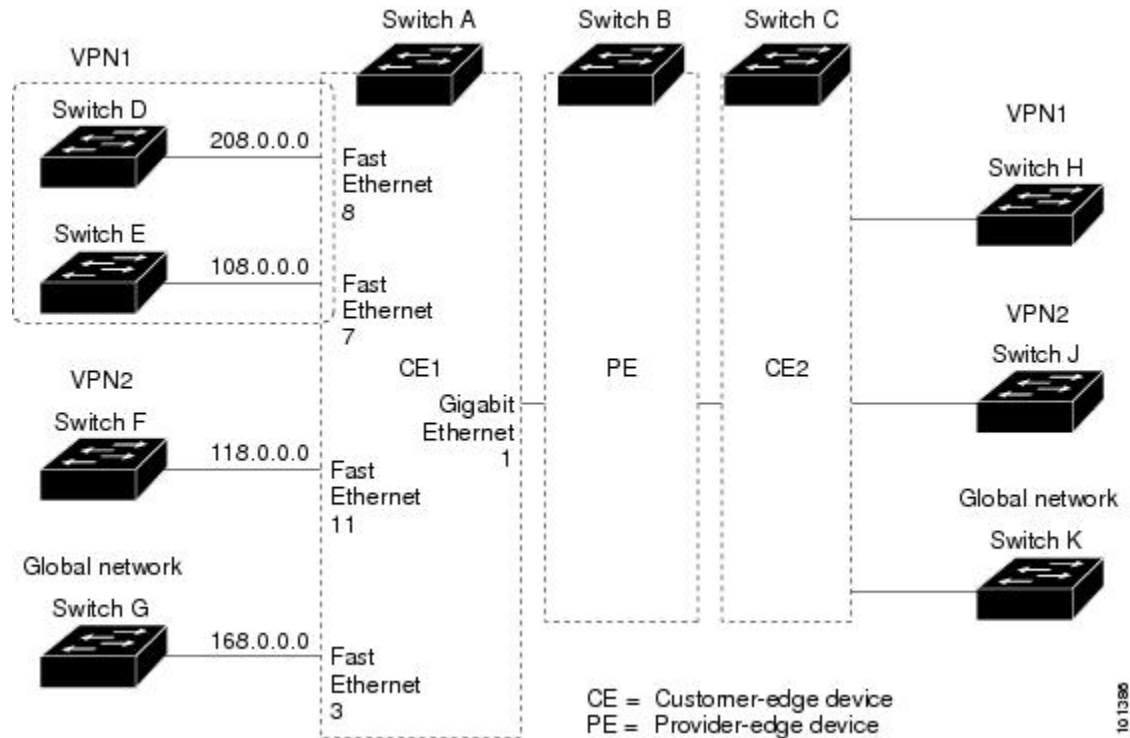 Switch A
Switch B
Switch C
VPN1
Switch D
208.0.0.0
Fast
Ethernet
8
Switch E
108.0.0.0
Fast
Ethernet
7
VPN2
Switch F
118.0.0.0
Fast
Ethernet
11
Global network
Switch G
168.0.0.0
Fast
Ethernet
3
CE1
Gigabit
Ethernet
1
PE
CE2
VPN1
Switch H
VPN2
Switch J
Global network
Switch K
CE = Customer-edge device
PE = Provider-edge device
101386